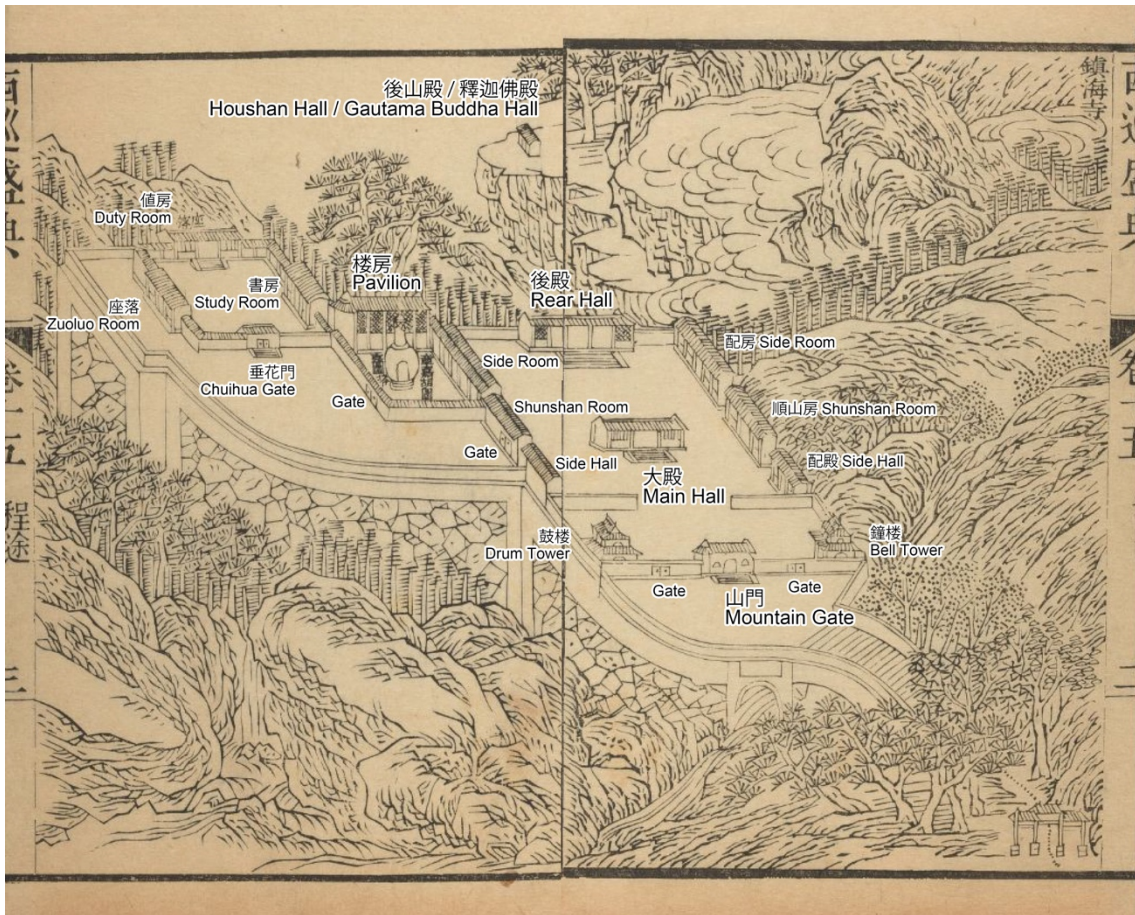 鎮海寺
後山殿 / 釋迦佛殿
Houshan Hall / Gautama Buddha Hall
値房
Duty Room
書房
Study Room
座落
Zuoluo Room
垂花門
Chuihua Gate
楼房
Pavilion
Gate
後殿
Rear Hall
Side Room
配房 Side Room
Shunshan Room
順山房 Shunshan Room
Gate
Side Hall
配殿 Side Hall
大殿
Main Hall
鼓楼
Drum Tower
鐘楼
Bell Tower
Gate
Gate
山門
Mountain Gate
程途
三
二